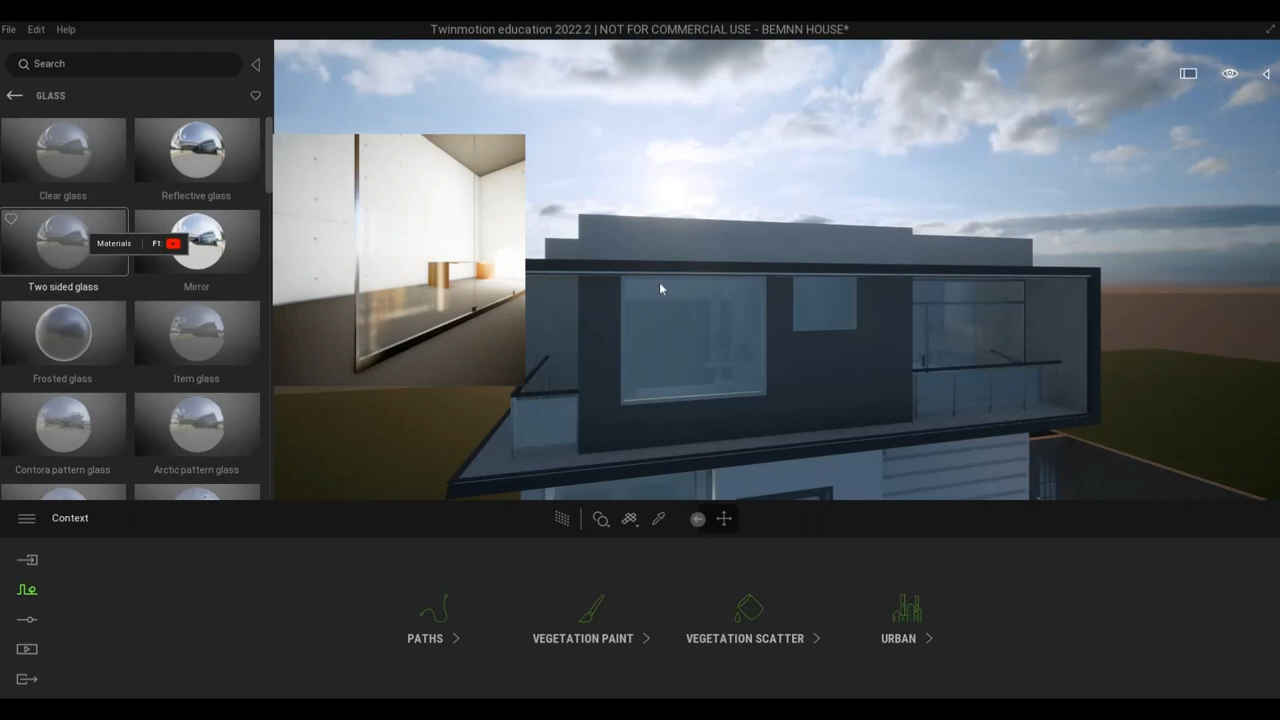 File Edit Help
Twinmotion education 2022.2 | NOT FOR COMMERCIAL USE - BEMNN HOUSE*
Search
GLASS
Clear glass
Reflective glass
Materials
F1:
Two sided glass
Mirror
Frosted glass
Item glass
Contora pattern glass
Arctic pattern glass
Context
PATHS
VEGETATION PAINT
VEGETATION SCATTER
URBAN